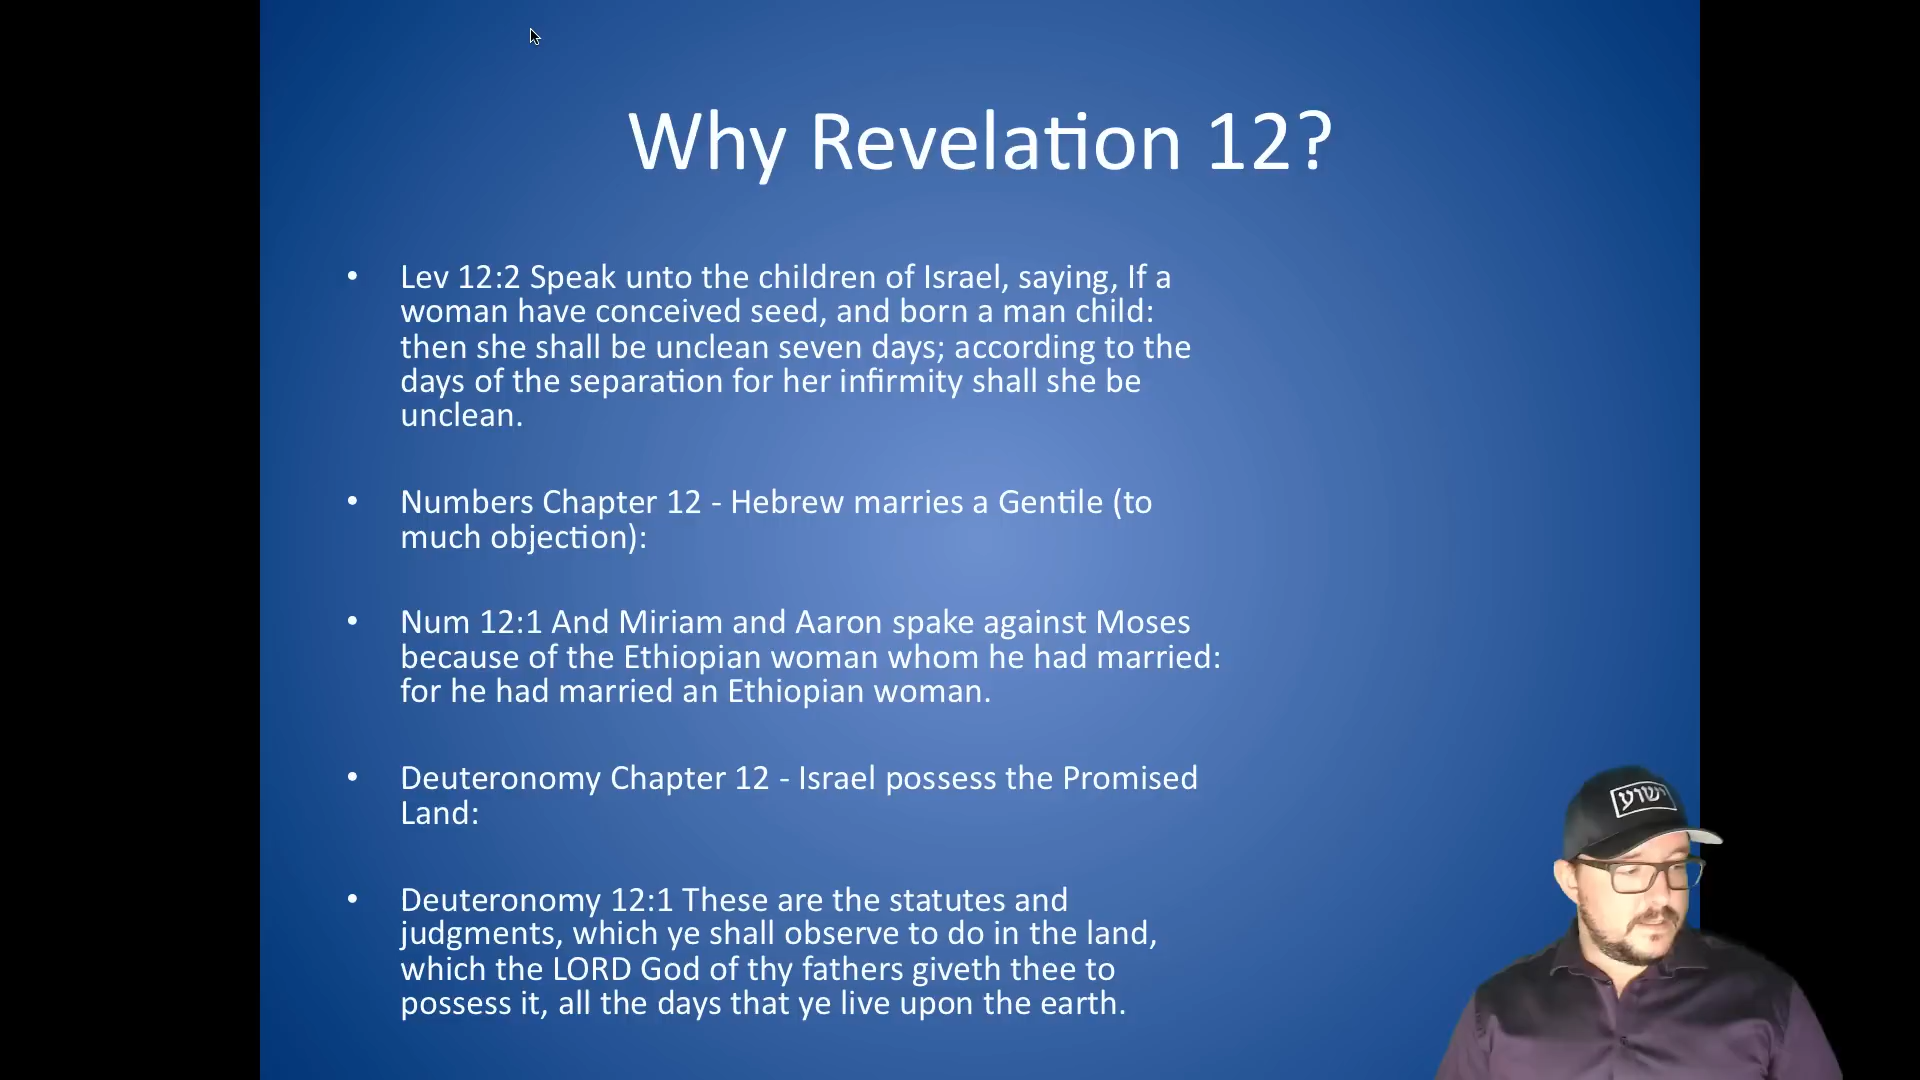 Why Revelation 12?
• Lev 12:2 Speak unto the children of Israel, saying, If a
woman have conceived seed, and born a man child:
then she shall be unclean seven days; according to the
days of the separation for her infirmity shall she be
unclean.
• Numbers Chapter 12 - Hebrew marries a Gentile (to
much objection):
• Num 12:1 And Miriam and Aaron spake against Moses
because of the Ethiopian woman whom he had married:
for he had married an Ethiopian woman.
• Deuteronomy Chapter 12 - Israel possess the Promised
Land:
• Deuteronomy 12:1 These are the statutes and
judgments, which ye shall observe to do in the land,
which the LORD God of thy fathers giveth thee to
possess it, all the days that ye live upon the earth.
ישוע